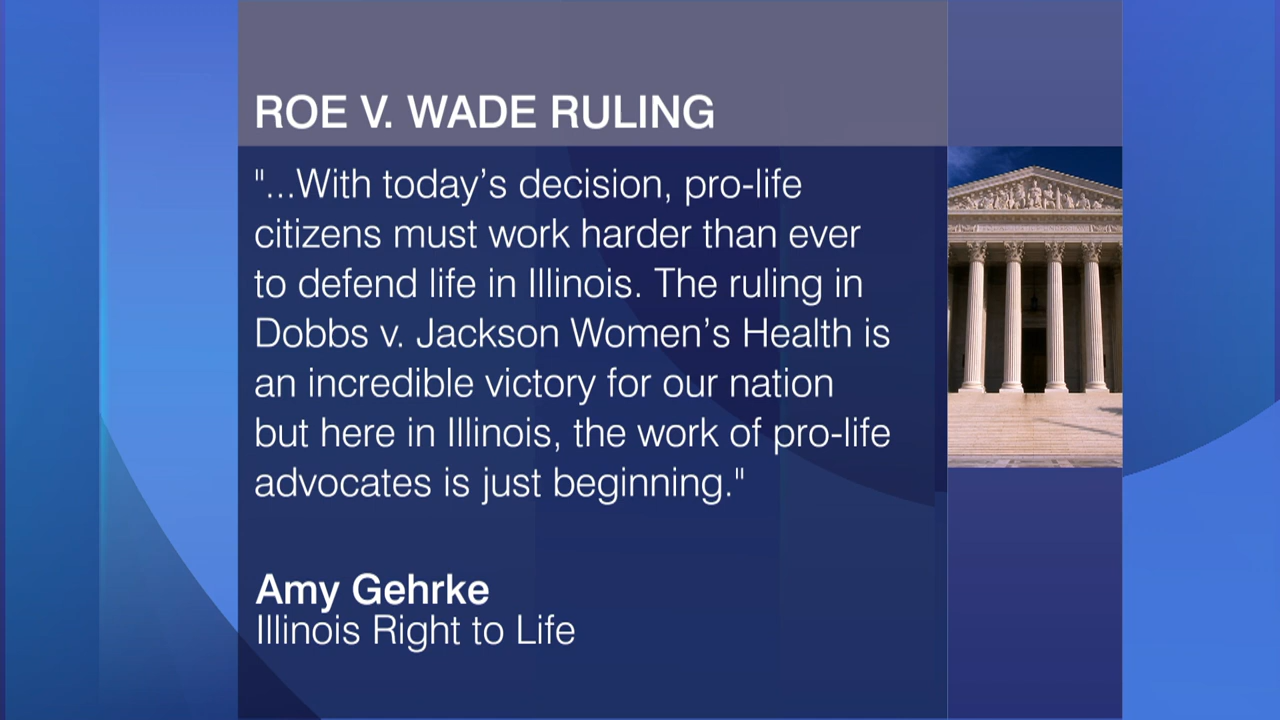 ROE V. WADE RULING
"...With today’s decision, pro-life
citizens must work harder than ever
to defend life in Illinois. The ruling in
Dobbs v. Jackson Women’s Health is
an incredible victory for our nation
but here in Illinois, the work of pro-life
advocates is just beginning."
Amy Gehrke
Illinois Right to Life